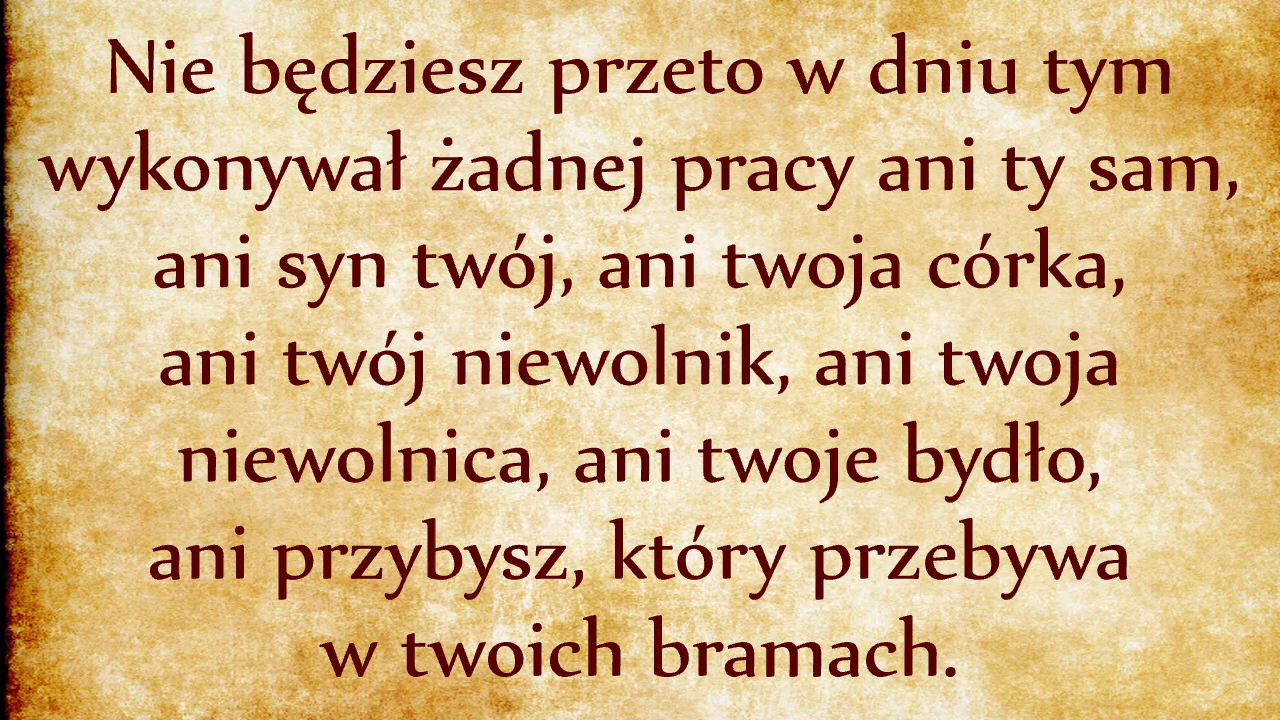 Nie będziesz przeto w dniu tym
wykonywał żadnej pracy ani ty sam,
ani syn twój, ani twoja córka,
ani twój niewolnik, ani twoja
niewolnica, ani twoje bydło,
ani przybysz, który przebywa
w twoich bramach.